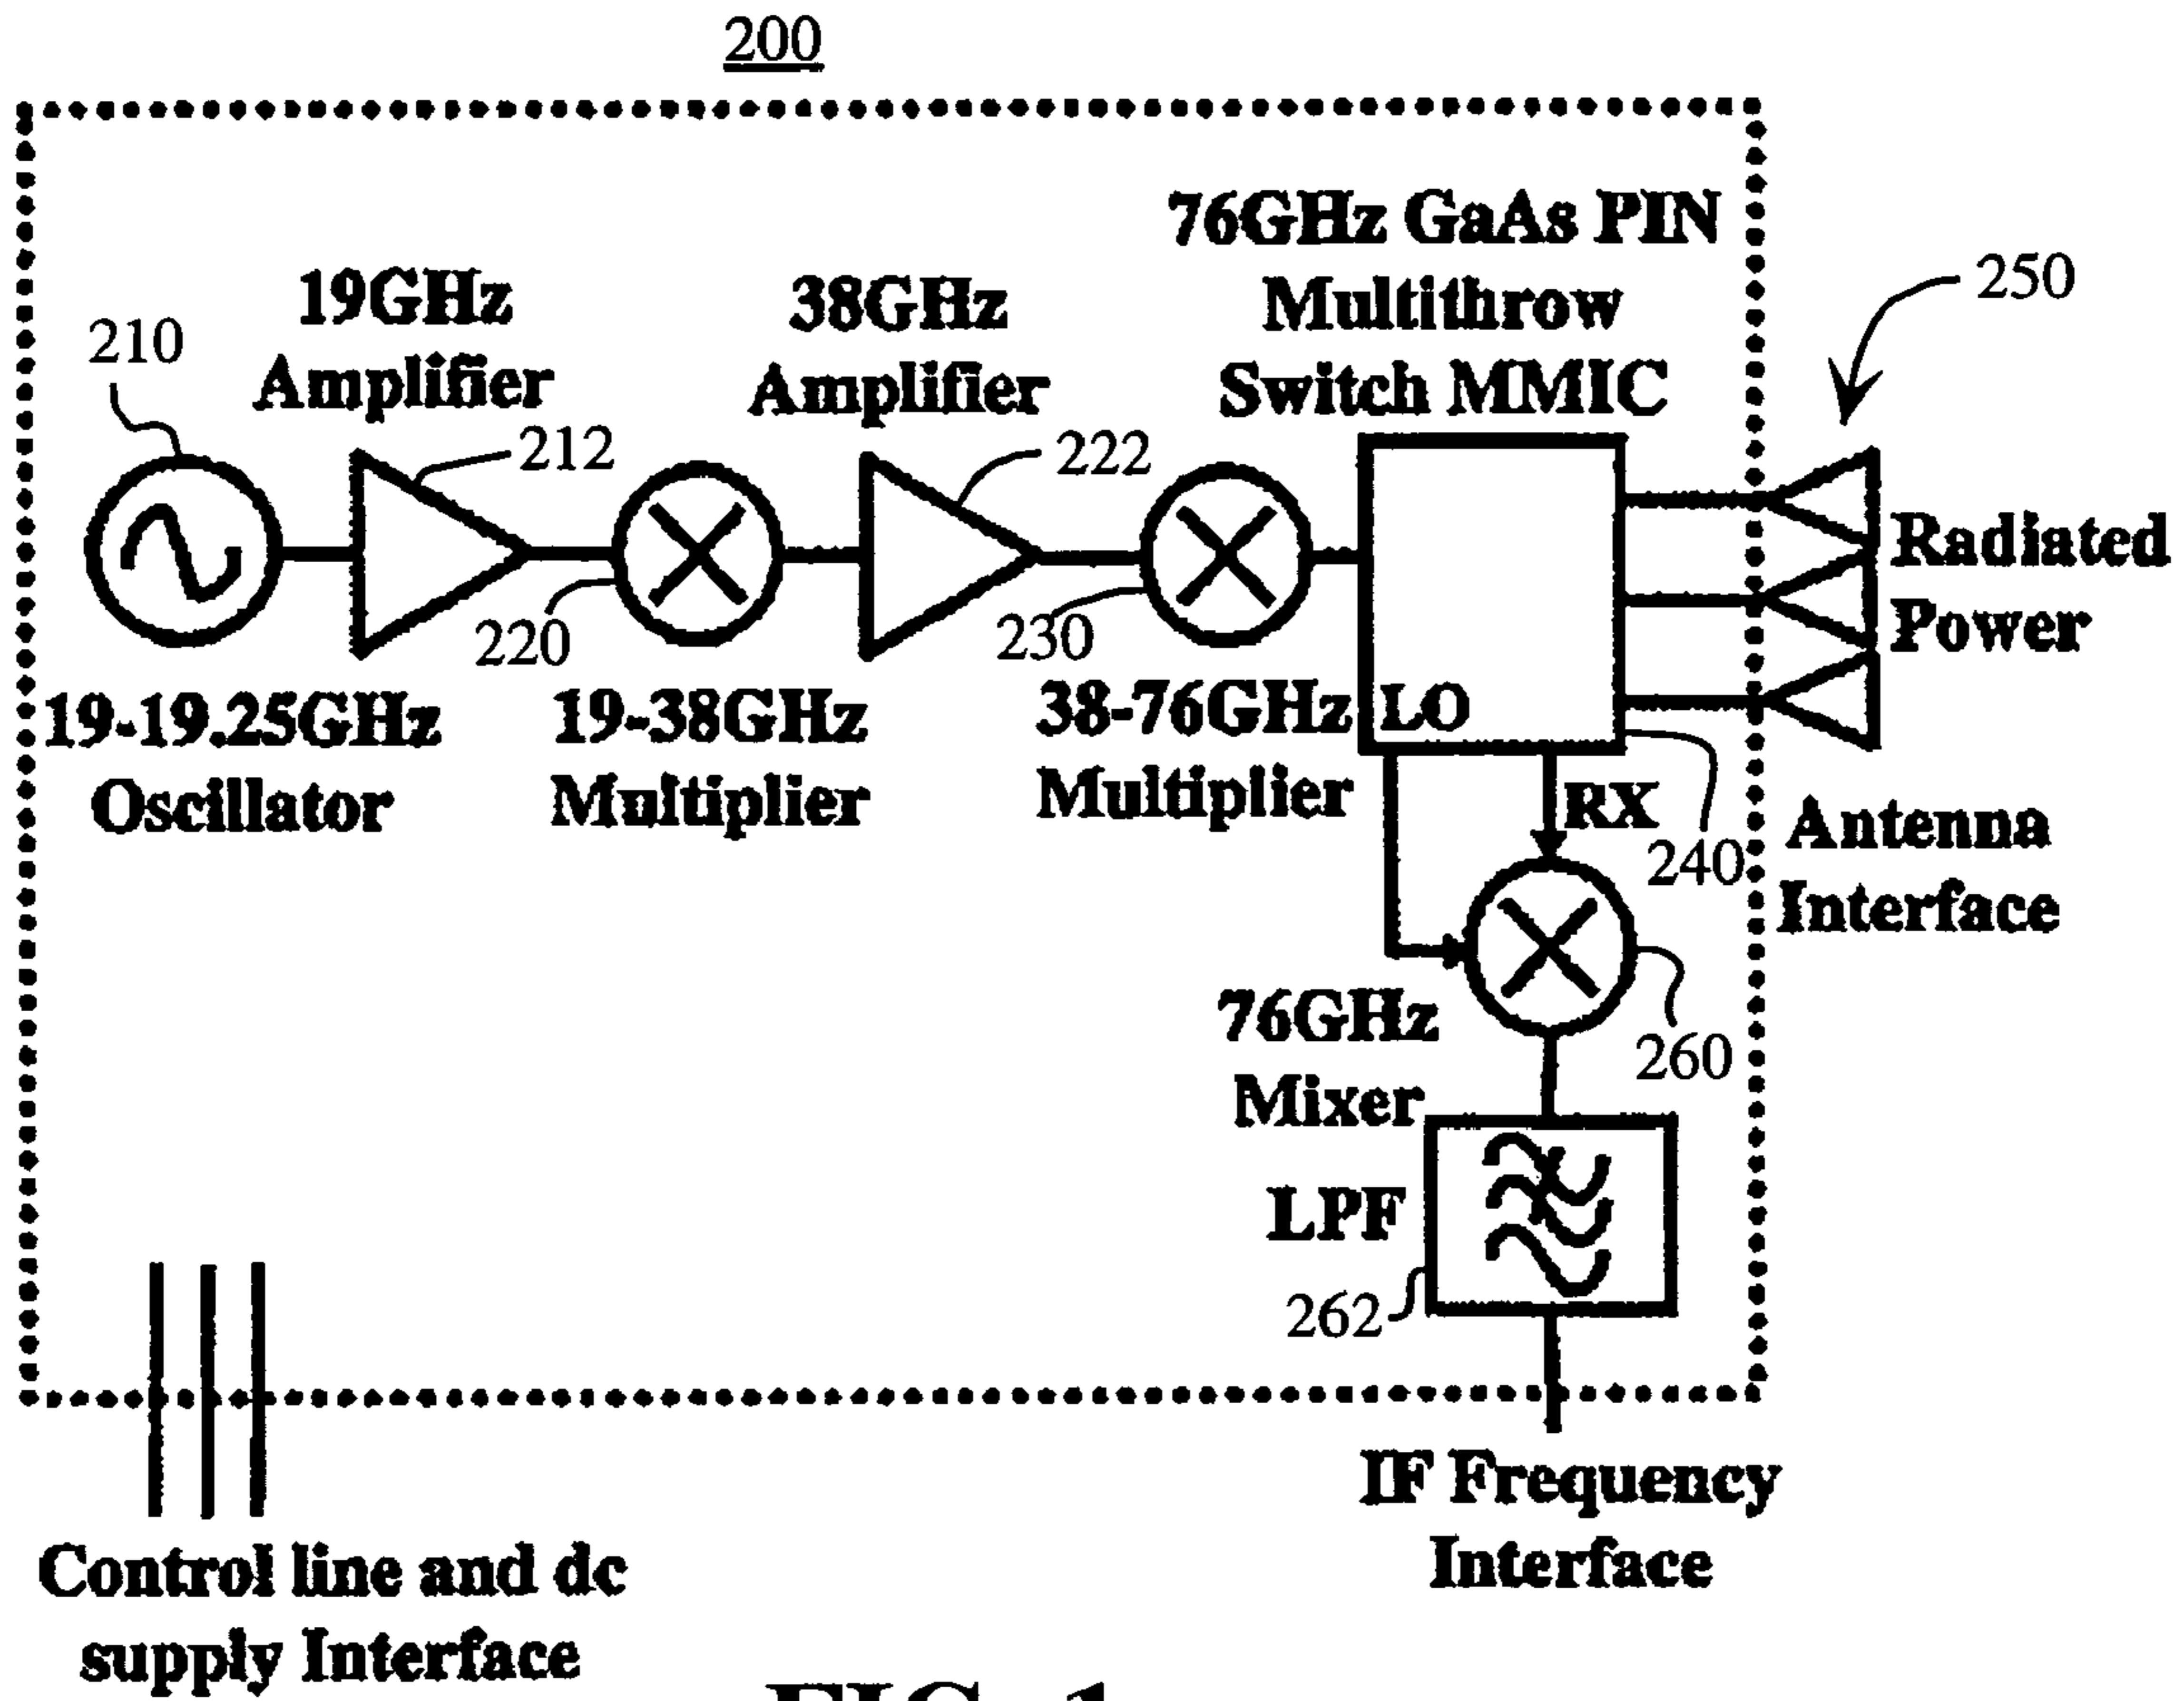 200
76GHz GaAs PIN
Multithrow
Switch MMIC
250
19GHz
Amplifier
38GHz
Amplifier
210
212
222
220
230
Radiated
Power
19-19.25GHz
Oscillator
19-38GHz
Multiplier
38-76GHz
Multiplier
LO
RX
240
Antenna
Interface
76GHz
Mixer
260
LPF
262
IF Frequency
Interface
Control line and dc
supply Interface
FIG. 1